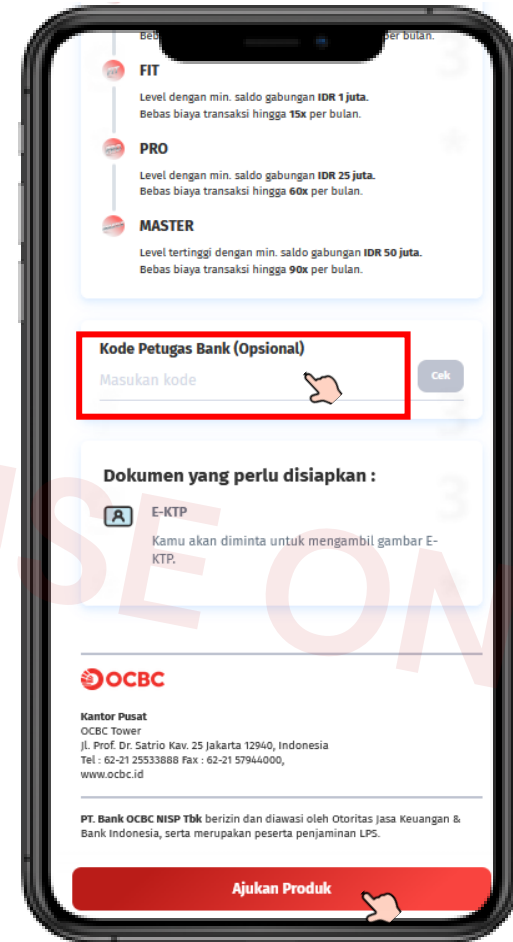 per bulan.
FIT
Level dengan min. saldo gabungan IDR 1 juta.
Bebas biaya transaksi hingga 15x per bulan.
PRO
Level dengan min. saldo gabungan IDR 25 juta.
Bebas biaya transaksi hingga 60x per bulan.
MASTER
Level tertinggi dengan min. saldo gabungan IDR 50 juta.
Bebas biaya transaksi hingga 90x per bulan.
Kode Petugas Bank (Opsional)
Masukan kode
Cek
Dokumen yang perlu disiapkan :
E-KTP
Kamu akan diminta untuk mengambil gambar E-
KTP.
OCBC
Kantor Pusat
OCBC Tower
Jl. Prof. Dr. Satrio Kav. 25 Jakarta 12940, Indonesia
Tel : 62-21 25533888 Fax : 62-21 57944000,
www.ocbc.id
PT. Bank OCBC NISP Tbk berizin dan diawasi oleh Otoritas Jasa Keuangan &
Bank Indonesia, serta merupakan peserta penjaminan LPS.
Ajukan Produk